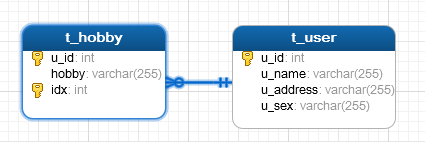 t_hobby
u_id: int
hobby: varchar(255)
idx: int
t_user
u_id: int
u_name: varchar(255)
u_address: varchar(255)
u_sex: varchar(255)